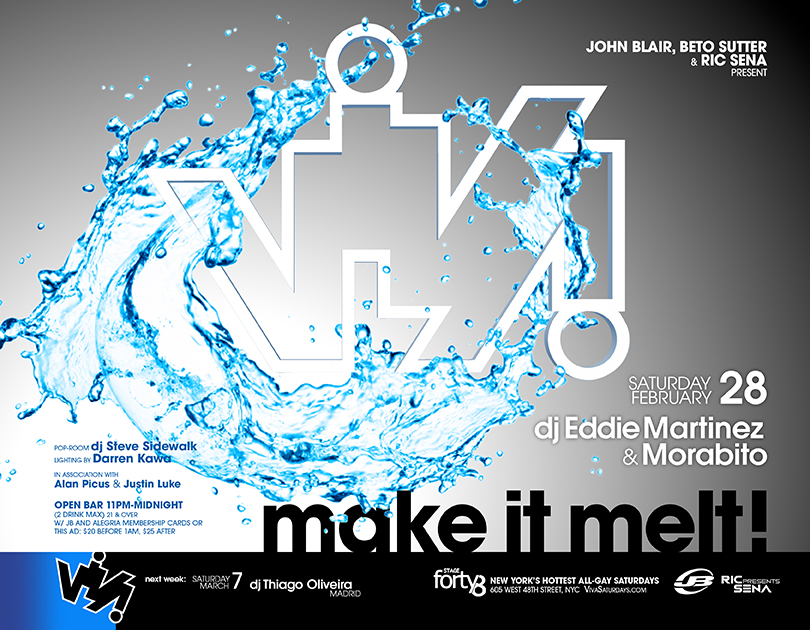 JOHN BLAIR, BETO SUTTER
& RIC SENA
PRESENT
ViVA!
SATURDAY
FEBRUARY 28
dj Eddie Martinez
& Morabito
POP-ROOM dj Steve Sidewalk
LIGHTING BY Darren Kawa
IN ASSOCIATION WITH
Alan Picus & Justin Luke
OPEN BAR 11PM-MIDNIGHT
(2 DRINK MAX) 21 & OVER
W/ JB AND ALEGRIA MEMBERSHIP CARDS OR
THIS AD: $20 BEFORE 1AM, $25 AFTER
make it melt!
ViVA!
next week: SATURDAY
MARCH 7 dj Thiago Oliveira
MADRID
STAGE
forty8
NEW YORK'S HOTTEST ALL-GAY SATURDAYS
605 WEST 48TH STREET, NYC VIVASATURDAYS.COM
JB
RIC PRESENTS
SENA